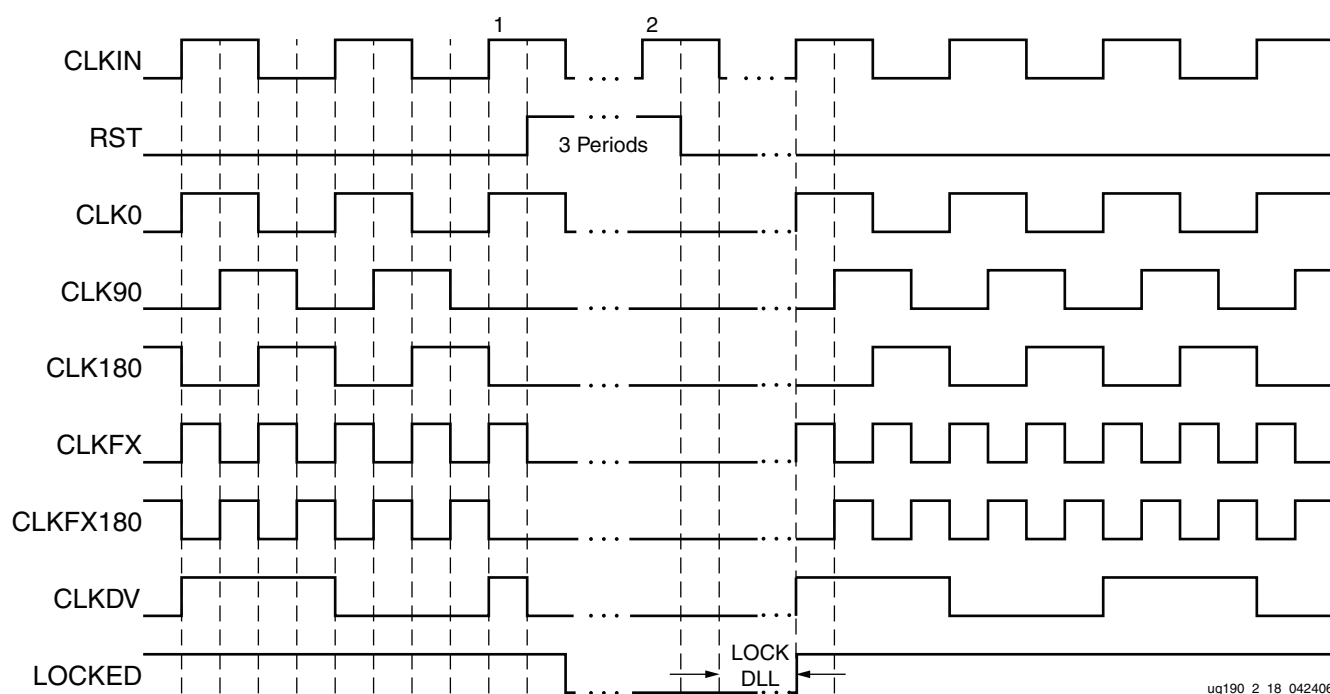 1 2
CLKIN
RST
3 Periods
CLK0
CLK90
CLK180
CLKFX
CLKFX180
CLKDV
LOCKED
LOCK
DLL
ug190_2_18_042406